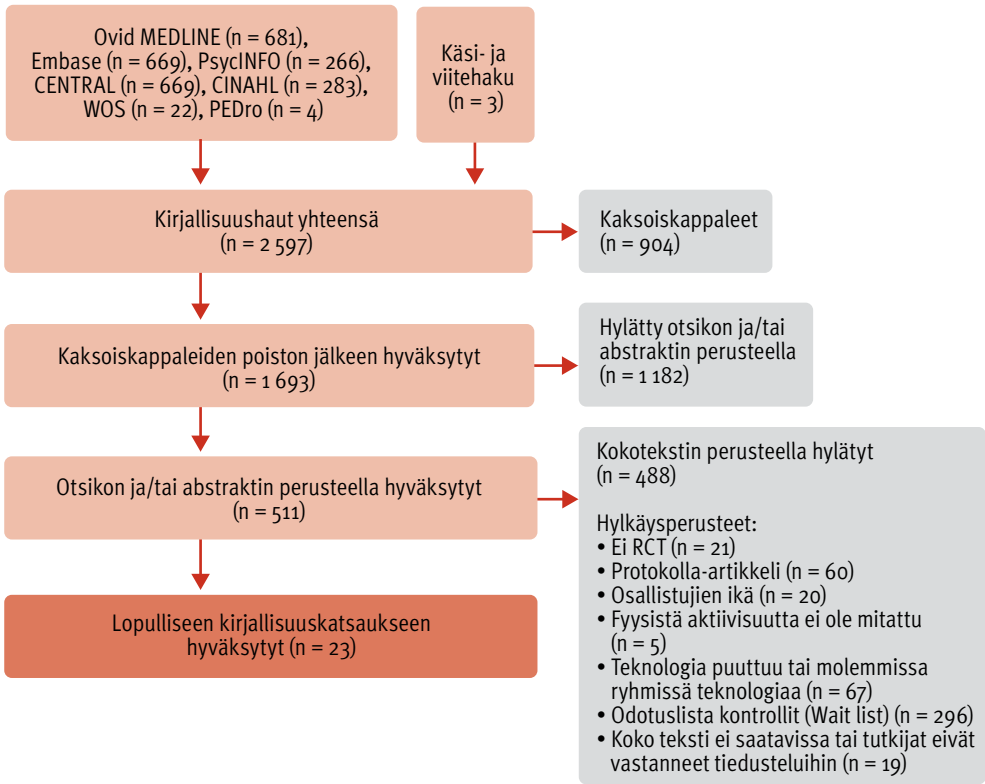 Ovid MEDLINE (n = 681),
Embase (n = 669), PsycINFO (n = 266),
CENTRAL (n = 669), CINAHL (n = 283),
WOS (n = 22), PEDro (n = 4)
Käsi- ja
viitehaku
(n = 3)
Kirjallisuushaut yhteensä
(n = 2 597)
Kaksoiskappaleet
(n = 904)
Kaksoiskappaleiden poiston jälkeen hyväksytyt
(n = 1 693)
Hylätty otsikon ja/tai
abstraktin perusteella
(n = 1 182)
Otsikon ja/tai abstraktin perusteella hyväksytyt
(n = 511)
Kokotekstin perusteella hylätyt
(n = 488)
Hylkäysperusteet:
• Ei RCT (n = 21)
• Protokolla-artikkeli (n = 60)
• Osallistujien ikä (n = 20)
• Fyysistä aktiivisuutta ei ole mitattu
(n = 5)
• Teknologia puuttuu tai molemmissa
ryhmissä teknologiaa (n = 67)
• Odotuslista kontrollit (Wait list) (n = 296)
• Koko teksti ei saatavissa tai tutkijat eivät
vastanneet tiedusteluihin (n = 19)
Lopulliseen kirjallisuuskatsaukseen
hyväksytyt (n = 23)